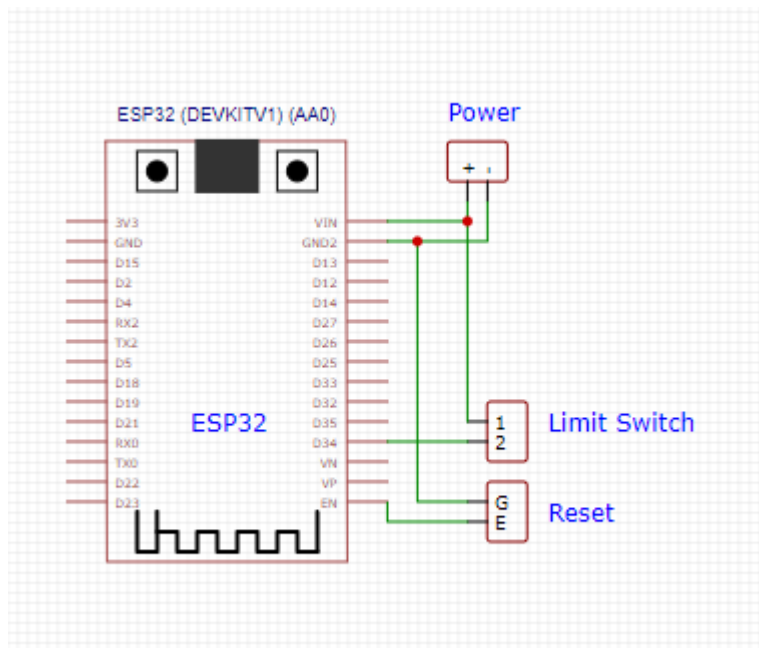 ESP32 (DEVKITV1) (AA0)
Power
+ -
3V3
GND
D15
D2
D4
RX2
TX2
D5
D18
D19
D21
RX0
TX0
D22
D23
VIN
GND2
D13
D12
D14
D27
D26
D25
D33
D32
D35
D34
VN
VP
EN
ESP32
1
2
Limit Switch
G
E
Reset